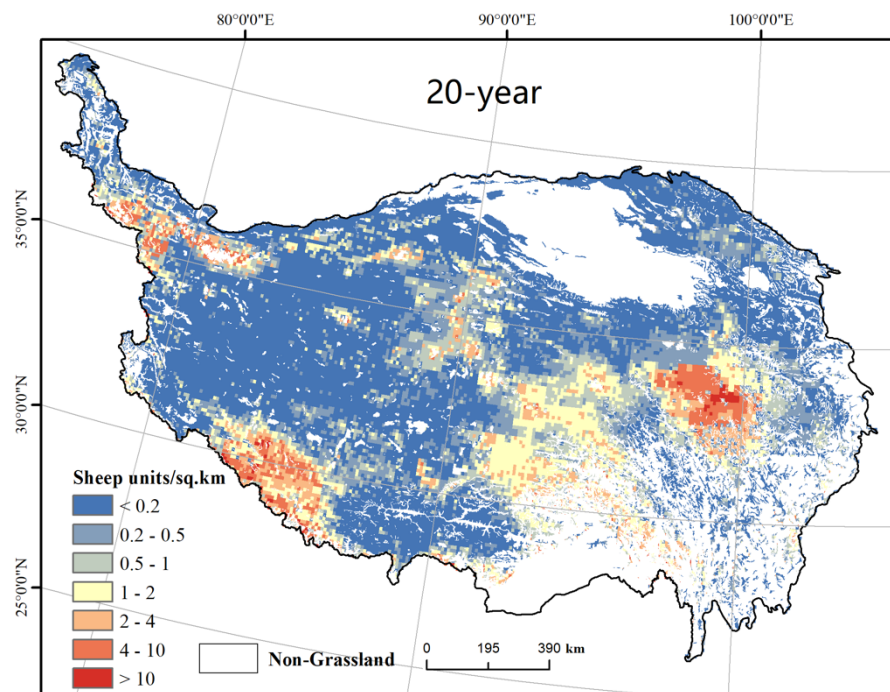 80°0'0"E 90°0'0"E 100°0'0"E
20-year
35°0'0"N
30°0'0"N
25°0'0"N
Sheep units/sq.km
< 0.2
0.2 - 0.5
0.5 - 1
1 - 2
2 - 4
4 - 10
> 10
Non-Grassland
0 195 390 km